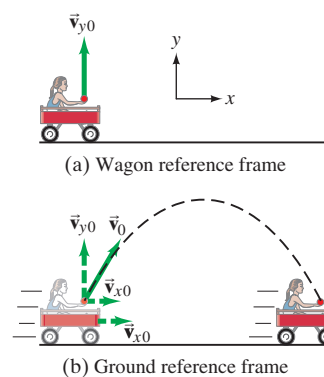 v⃗y0
y
x
(a) Wagon reference frame
v⃗y0
v⃗0
v⃗x0
v⃗x0
(b) Ground reference frame